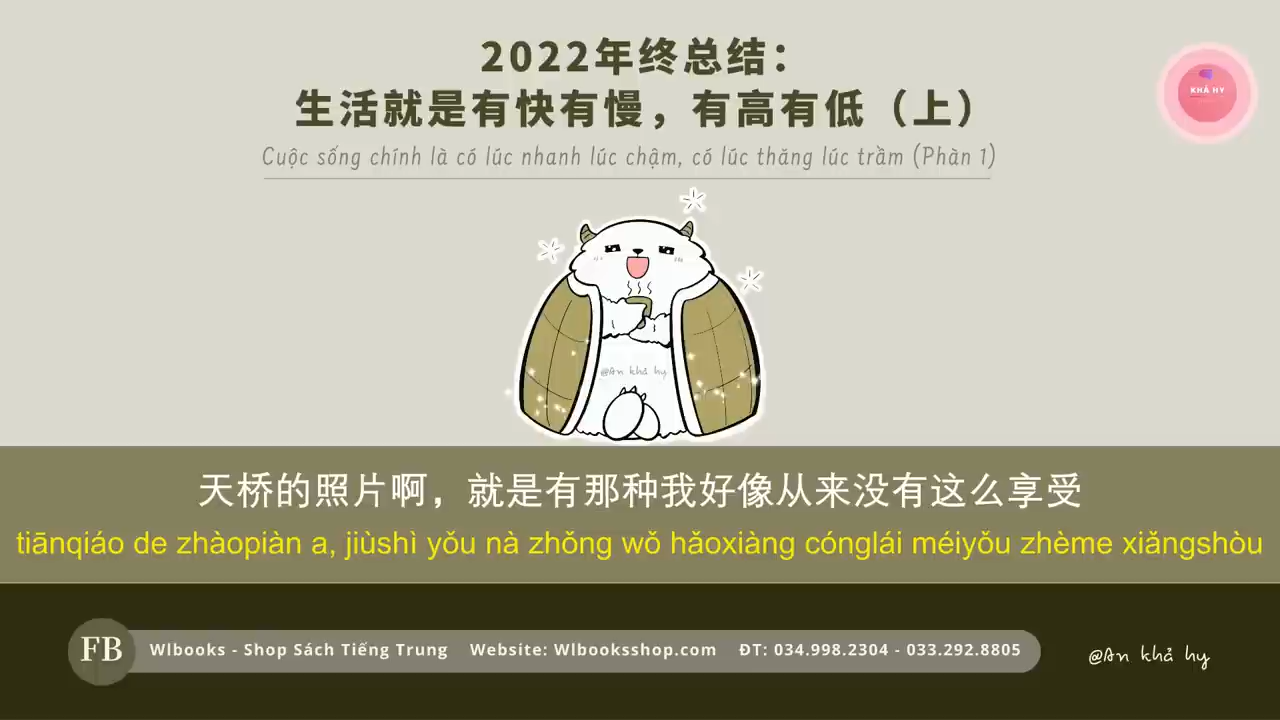 2022年终总结：
生活就是有快有慢，有高有低（上）
Cuộc sống chính là có lúc nhanh lúc chậm, có lúc thăng lúc trầm (Phàn 1)
KHẢ HY
@An khả hy
天桥的照片啊，就是有那种我好像从来没有这么享受
tiānqiáo de zhàopiàn a, jiùshì yǒu nà zhǒng wǒ hǎoxiàng cónglái méiyǒu zhème xiǎngshòu
FB Wlbooks - Shop Sách Tiếng Trung Website: Wlbooksshop.com ĐT: 034.998.2304 - 033.292.8805
@An khả hy